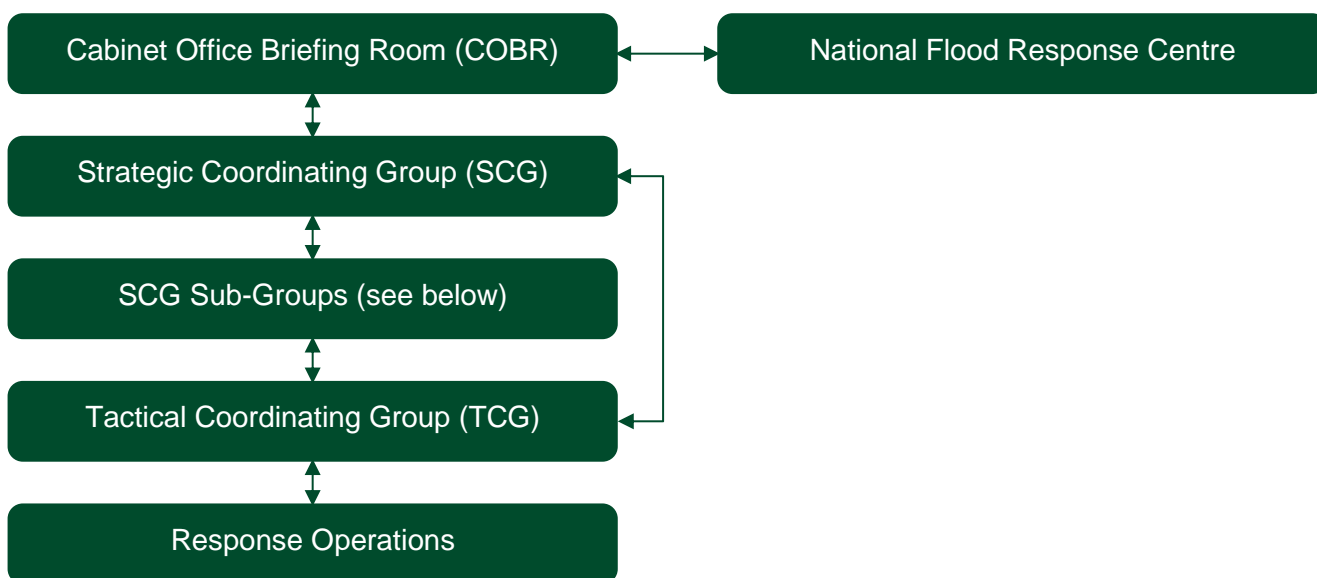 Cabinet Office Briefing Room (COBR)
National Flood Response Centre
Strategic Coordinating Group (SCG)
SCG Sub-Groups (see below)
Tactical Coordinating Group (TCG)
Response Operations